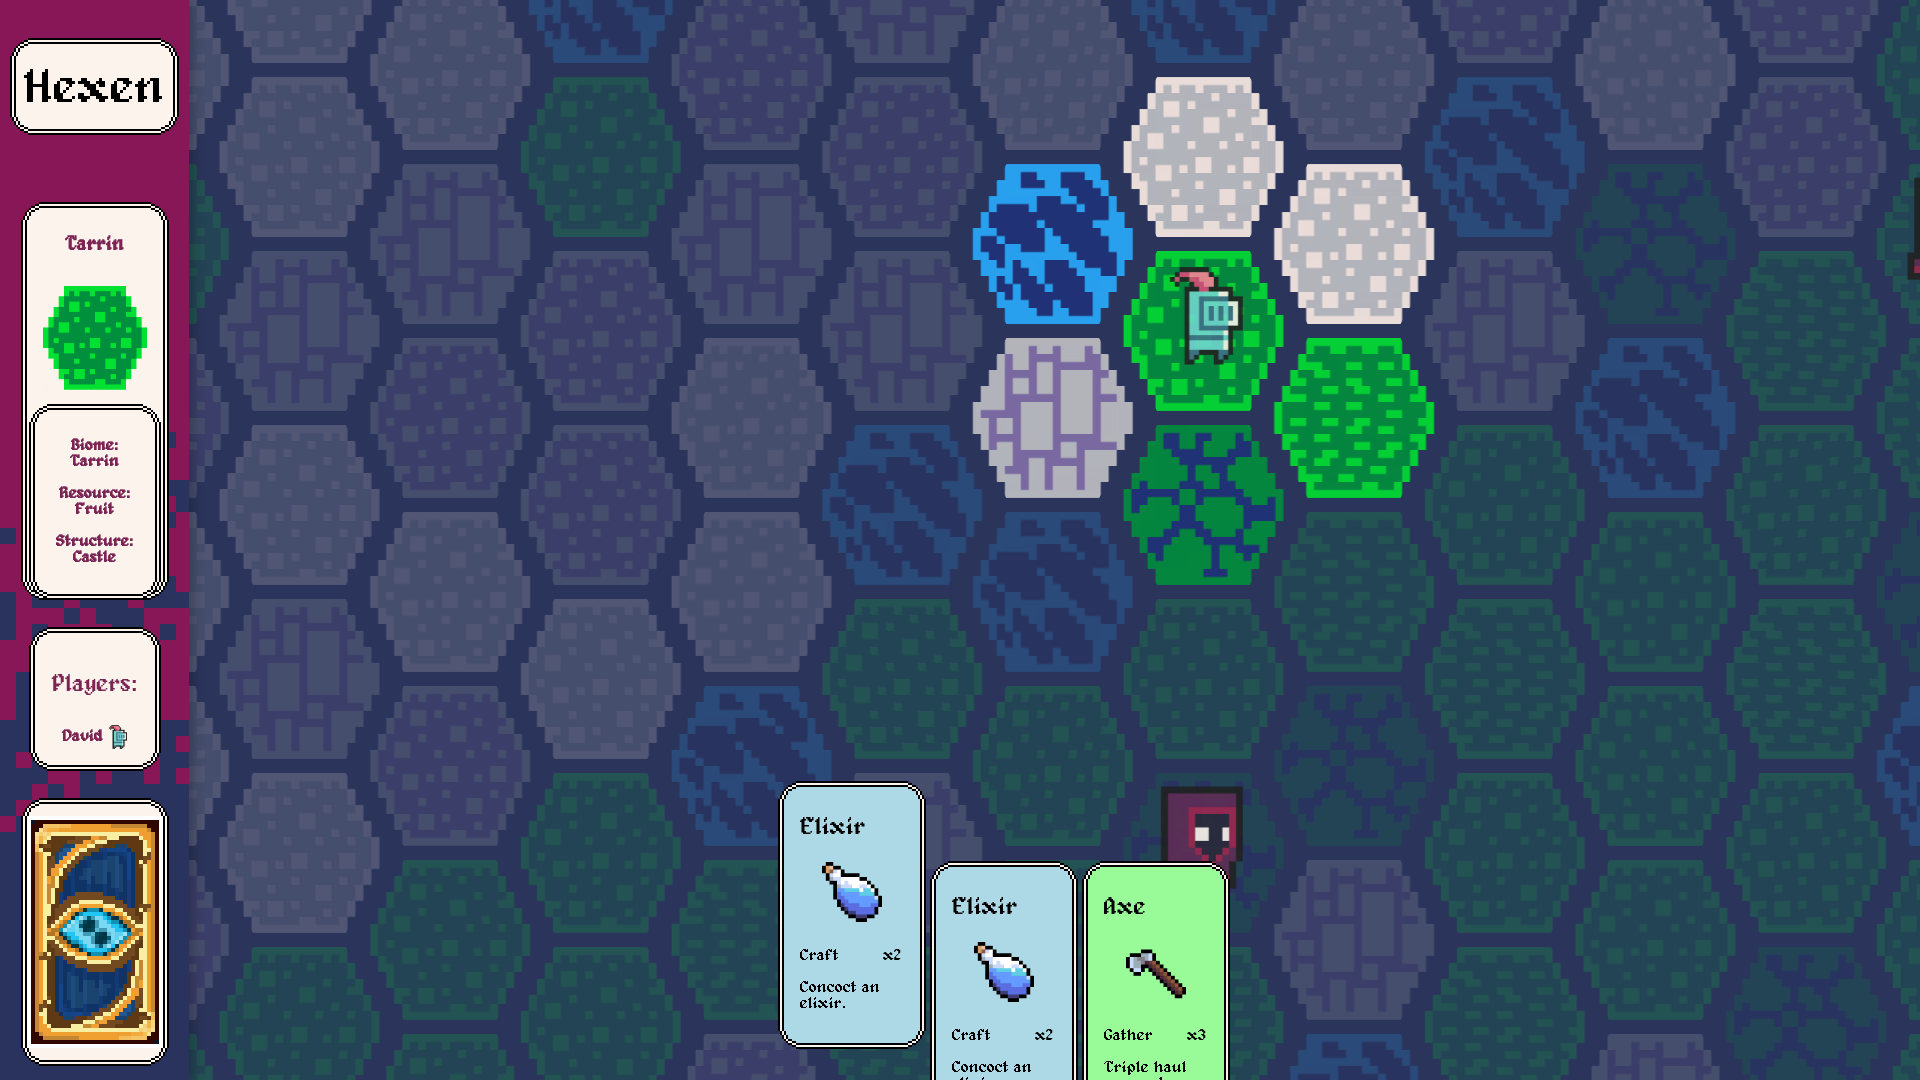 Hexen
Tarrin
Biome:
Tarrin
Resource:
Fruit
Structure:
Castle
Players:
David
Elixir
Craft x2
Concoct an
elixir.
Elixir
Craft x2
Concoct an
Axe
Gather x3
Triple haul